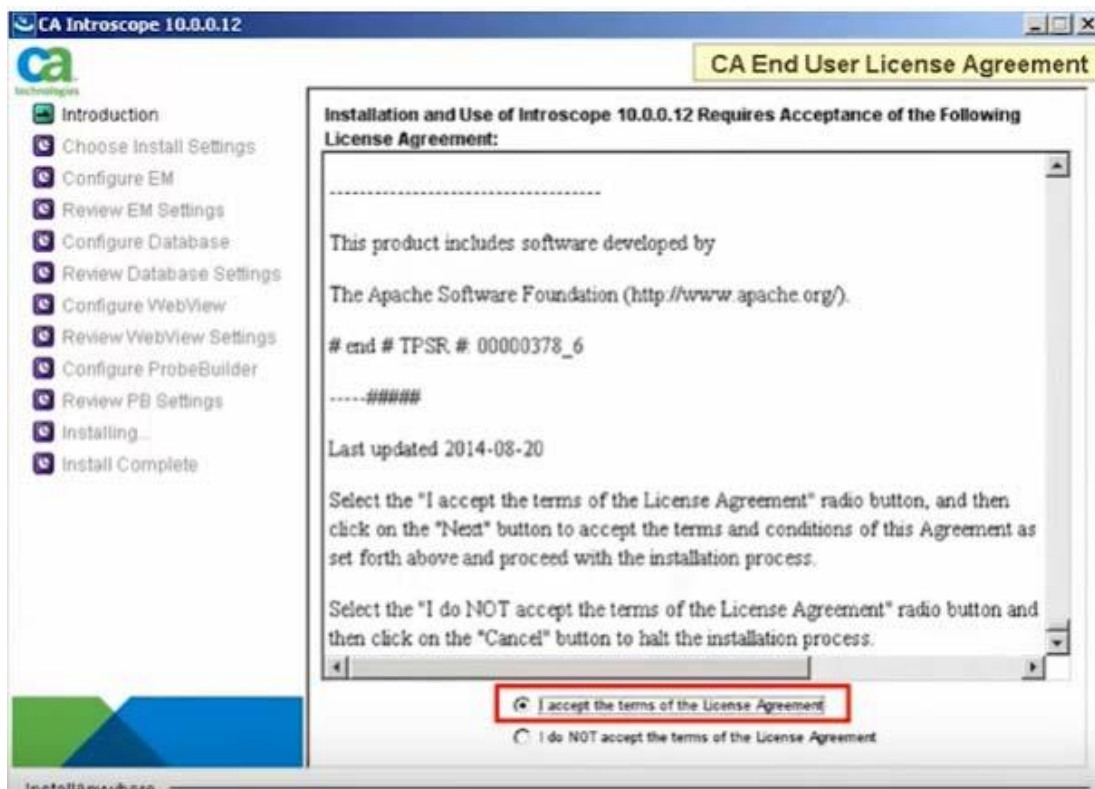 CA Introscope 10.0.0.12
ca
technologies
CA End User License Agreement
Introduction
Choose Install Settings
Configure EM
Review EM Settings
Configure Database
Review Database Settings
Configure WebView
Review WebView Settings
Configure ProbeBuilder
Review PB Settings
Installing...
Install Complete
Installation and Use of Introscope 10.0.0.12 Requires Acceptance of the Following
License Agreement:
------------------------------------
This product includes software developed by
The Apache Software Foundation (http://www.apache.org/).
# end # TPSR #: 00000378_6
-----#####
Last updated 2014-08-20
Select the "I accept the terms of the License Agreement" radio button, and then
click on the "Next" button to accept the terms and conditions of this Agreement as
set forth above and proceed with the installation process.
Select the "I do NOT accept the terms of the License Agreement" radio button and
then click on the "Cancel" button to halt the installation process.
I accept the terms of the License Agreement
I do NOT accept the terms of the License Agreement
InstallAnywhere